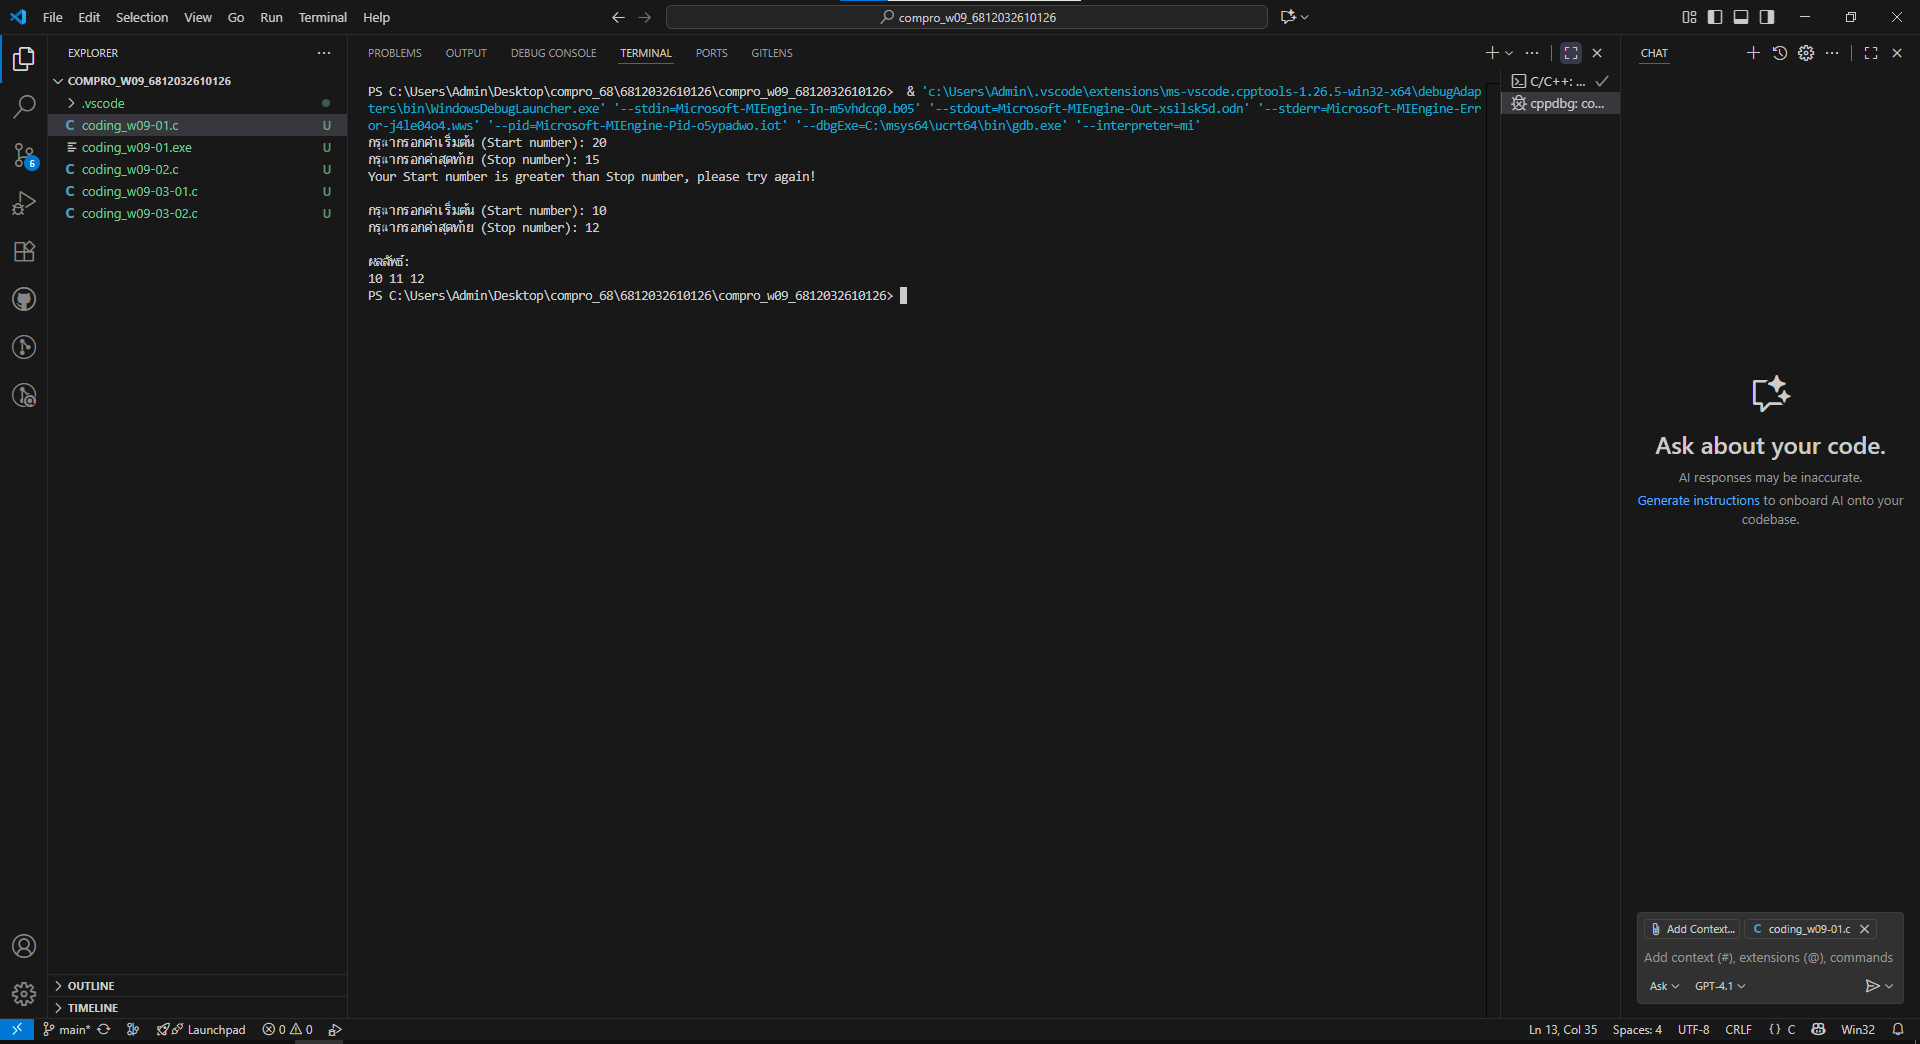 File Edit Selection View Go Run Terminal Help
compro_w09_6812032610126
EXPLORER
COMPRO_W09_6812032610126
.vscode
coding_w09-01.c U
coding_w09-01.exe U
coding_w09-02.c U
coding_w09-03-01.c U
coding_w09-03-02.c U
6
OUTLINE
TIMELINE
PROBLEMS OUTPUT DEBUG CONSOLE TERMINAL PORTS GITLENS
PS C:\Users\Admin\Desktop\compro_68\6812032610126\compro_w09_6812032610126> & 'c:\Users\Admin\.vscode\extensions\ms-vscode.cpptools-1.26.5-win32-x64\debugAdap
ters\bin\WindowsDebugLauncher.exe' '--stdin=Microsoft-MIEngine-In-m5vhdcq0.b05' '--stdout=Microsoft-MIEngine-Out-xsilsk5d.odn' '--stderr=Microsoft-MIEngine-Err
or-j4le04o4.wws' '--pid=Microsoft-MIEngine-Pid-o5ypadwo.iot' '--dbgExe=C:\msys64\ucrt64\bin\gdb.exe' '--interpreter=mi'
กรุณากรอกค่าเริ่มต้น (Start number): 20
กรุณากรอกค่าสุดท้าย (Stop number): 15
Your Start number is greater than Stop number, please try again!
กรุณากรอกค่าเริ่มต้น (Start number): 10
กรุณากรอกค่าสุดท้าย (Stop number): 12
ผลลัพธ์:
10 11 12
PS C:\Users\Admin\Desktop\compro_68\6812032610126\compro_w09_6812032610126>
C/C++: ...
cppdbg: co...
CHAT
Ask about your code.
AI responses may be inaccurate.
Generate instructions to onboard AI onto your
codebase.
Add Context... C coding_w09-01.c
Add context (#), extensions (@), commands
Ask GPT-4.1
main* Launchpad 0 0 Ln 13, Col 35 Spaces: 4 UTF-8 CRLF {} C Win32